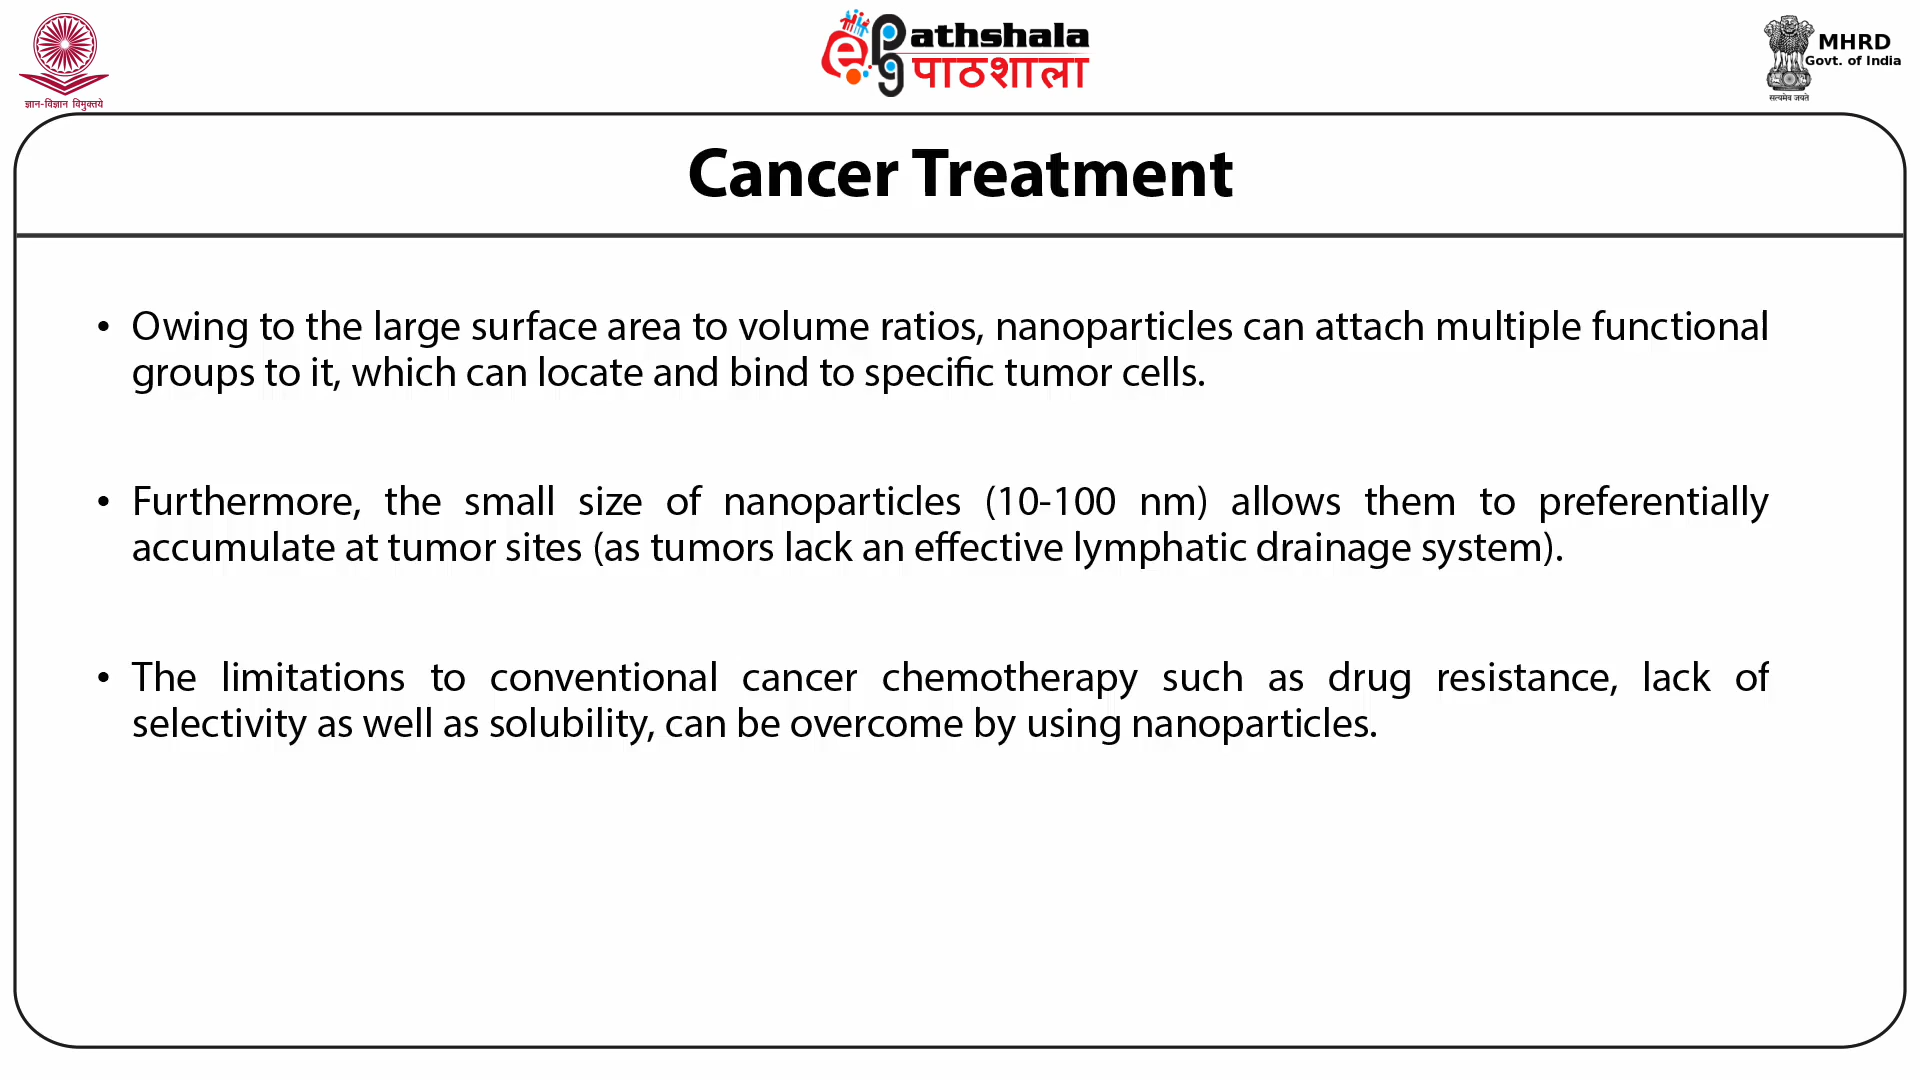 ज्ञान-विज्ञान विमुक्तये
ePG Pathshala
पाठशाला
MHRD
Govt. of India
सत्यमेव जयते
Cancer Treatment
• Owing to the large surface area to volume ratios, nanoparticles can attach multiple functional
groups to it, which can locate and bind to specific tumor cells.
• Furthermore, the small size of nanoparticles (10-100 nm) allows them to preferentially
accumulate at tumor sites (as tumors lack an effective lymphatic drainage system).
• The limitations to conventional cancer chemotherapy such as drug resistance, lack of
selectivity as well as solubility, can be overcome by using nanoparticles.